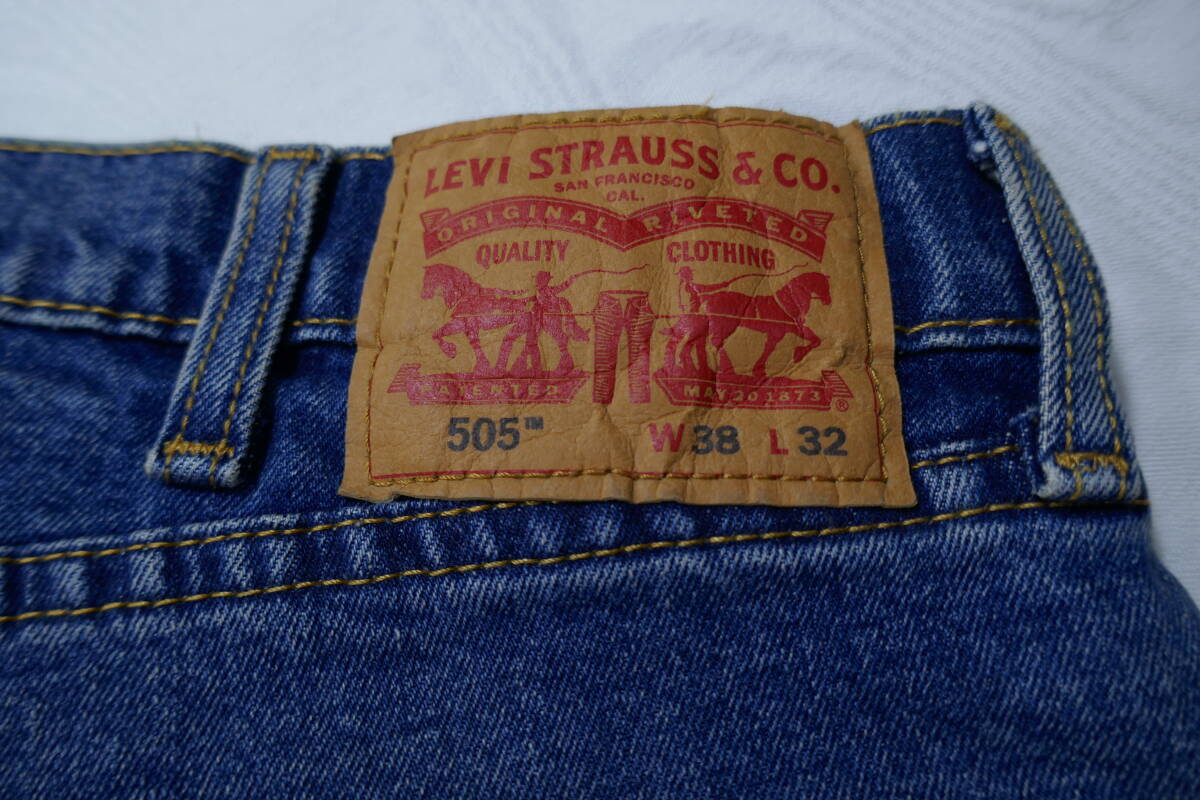 LEVI STRAUSS & CO.
SAN FRANCISCO
CAL.
ORIGINAL RIVETED
QUALITY CLOTHING
PATENTED MAY 20 1873 ®
505™ W38 L32